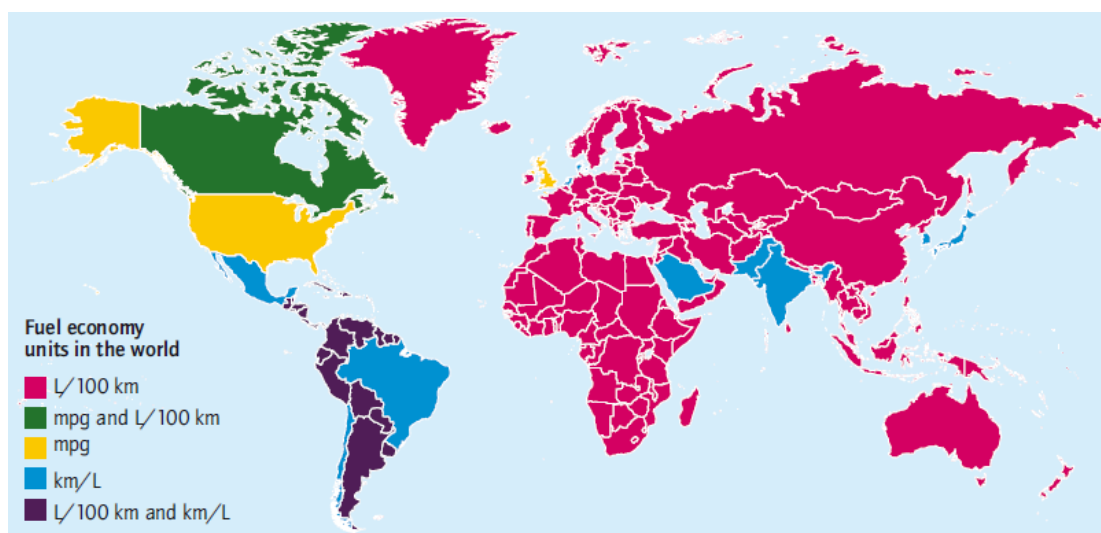 Fuel economy
units in the world
L/100 km
mpg and L/100 km
mpg
km/L
L/100 km and km/L